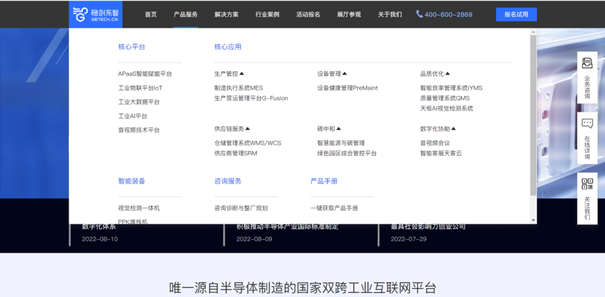 格创东智
GETECH.CN
首页
产品服务
解决方案
行业案例
活动报名
展厅参观
关于我们
400-600-2869
报名试用
核心平台
APaaS智能赋能平台
工业物联平台IoT
工业大数据平台
工业AI平台
音视频技术平台
核心应用
生产管控
制造执行系统MES
生产营运管理平台G-Fusion
设备管理
设备健康管理PreMaint
品质优化
智能良率管理系统iYMS
质量管理系统QMS
天枢AI视觉检测系统
供应链服务
仓储管理系统WMS/WCS
供应商管理SRM
碳中和
智慧能源与碳管理
绿色园区综合管控平台
数字化协助
音视频会议
智能客服天客云
智能装备
视觉检测一体机
PPK堆栈机
咨询服务
咨询诊断与整厂规划
产品手册
一键获取产品手册
业务咨询
在线详询
关注我们
数字化体系
2022-08-10
积极推动半导体产业国家标准制定
2022-08-09
最具社会影响力创业公司
2022-07-29
唯一源自半导体制造的国家双跨工业互联网平台